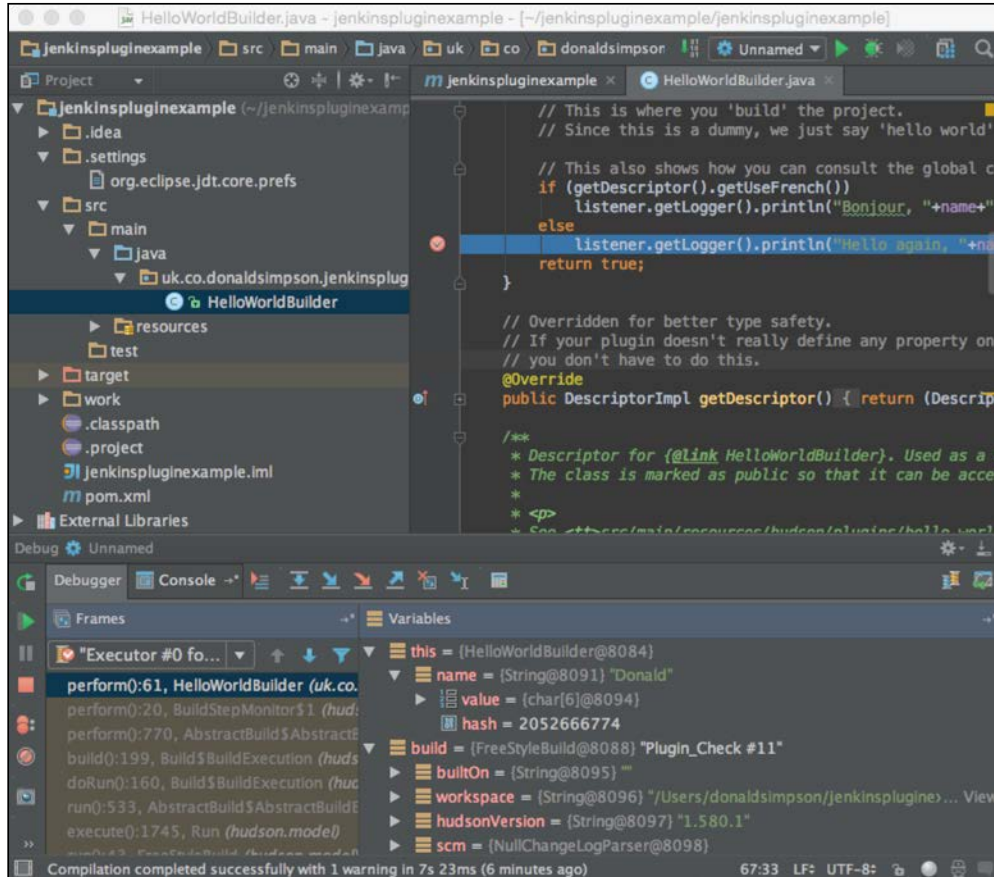 HelloWorldBuilder.java - jenkinspluginexample - [~/jenkinspluginexample/jenkinspluginexample]
jenkinspluginexample src main java uk co donaldsimpson Unnamed
Project
jenkinspluginexample × HelloWorldBuilder.java ×
jenkinspluginexample (~/jenkinspluginexamp
.idea
.settings
org.eclipse.jdt.core.prefs
src
main
java
uk.co.donaldsimpson.jenkinsplug
HelloWorldBuilder
resources
test
target
work
.classpath
.project
jenkinspluginexample.iml
pom.xml
External Libraries
// This is where you 'build' the project.
// Since this is a dummy, we just say 'hello world'
// This also shows how you can consult the global c
if (getDescriptor().getUseFrench())
listener.getLogger().println("Bonjour, "+name+"
else
listener.getLogger().println("Hello again, "+na
return true;
}
// Overridden for better type safety.
// If your plugin doesn't really define any property on
// you don't have to do this.
@Override
public DescriptorImpl getDescriptor() { return (Descrip
/**
* Descriptor for {@link HelloWorldBuilder}. Used as a
* The class is marked as public so that it can be acce
*
* <p>
* See <tt>src/main/resources/hudson/plugins/hello_worl
Debug Unnamed
Debugger Console
Frames
"Executor #0 fo...
perform():61, HelloWorldBuilder (uk.co.
perform():20, BuildStepMonitor$1 (hud:
perform():770, AbstractBuild$AbstractE
build():199, Build$BuildExecution (huds
doRun():160, Build$BuildExecution (huc
run():533, AbstractBuild$AbstractBuildE
execute():1745, Run (hudson.model)
Variables
this = {HelloWorldBuilder@8084}
name = {String@8091} "Donald"
value = {char[6]@8094}
hash = 2052666774
build = {FreeStyleBuild@8088} "Plugin_Check #11"
builtOn = {String@8095} ""
workspace = {String@8096} "/Users/donaldsimpson/jenkinsplugine›... View
hudsonVersion = {String@8097} "1.580.1"
scm = {NullChangeLogParser@8098}
Compilation completed successfully with 1 warning in 7s 23ms (6 minutes ago) 67:33 LF÷ UTF-8÷